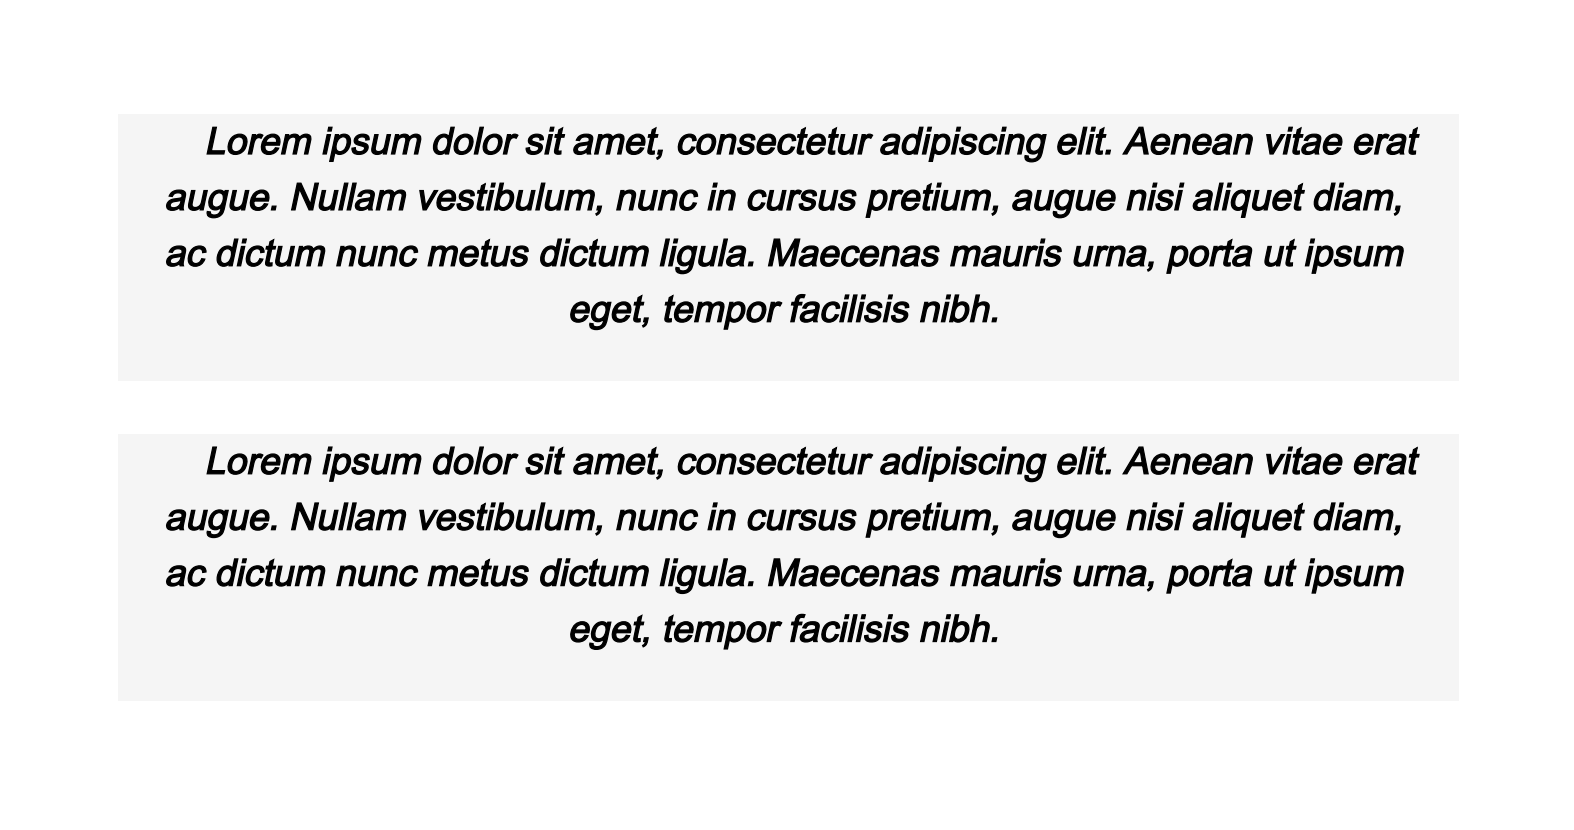 Lorem ipsum dolor sit amet, consectetur adipiscing elit. Aenean vitae erat
augue. Nullam vestibulum, nunc in cursus pretium, augue nisi aliquet diam,
ac dictum nunc metus dictum ligula. Maecenas mauris urna, porta ut ipsum
eget, tempor facilisis nibh.
Lorem ipsum dolor sit amet, consectetur adipiscing elit. Aenean vitae erat
augue. Nullam vestibulum, nunc in cursus pretium, augue nisi aliquet diam,
ac dictum nunc metus dictum ligula. Maecenas mauris urna, porta ut ipsum
eget, tempor facilisis nibh.